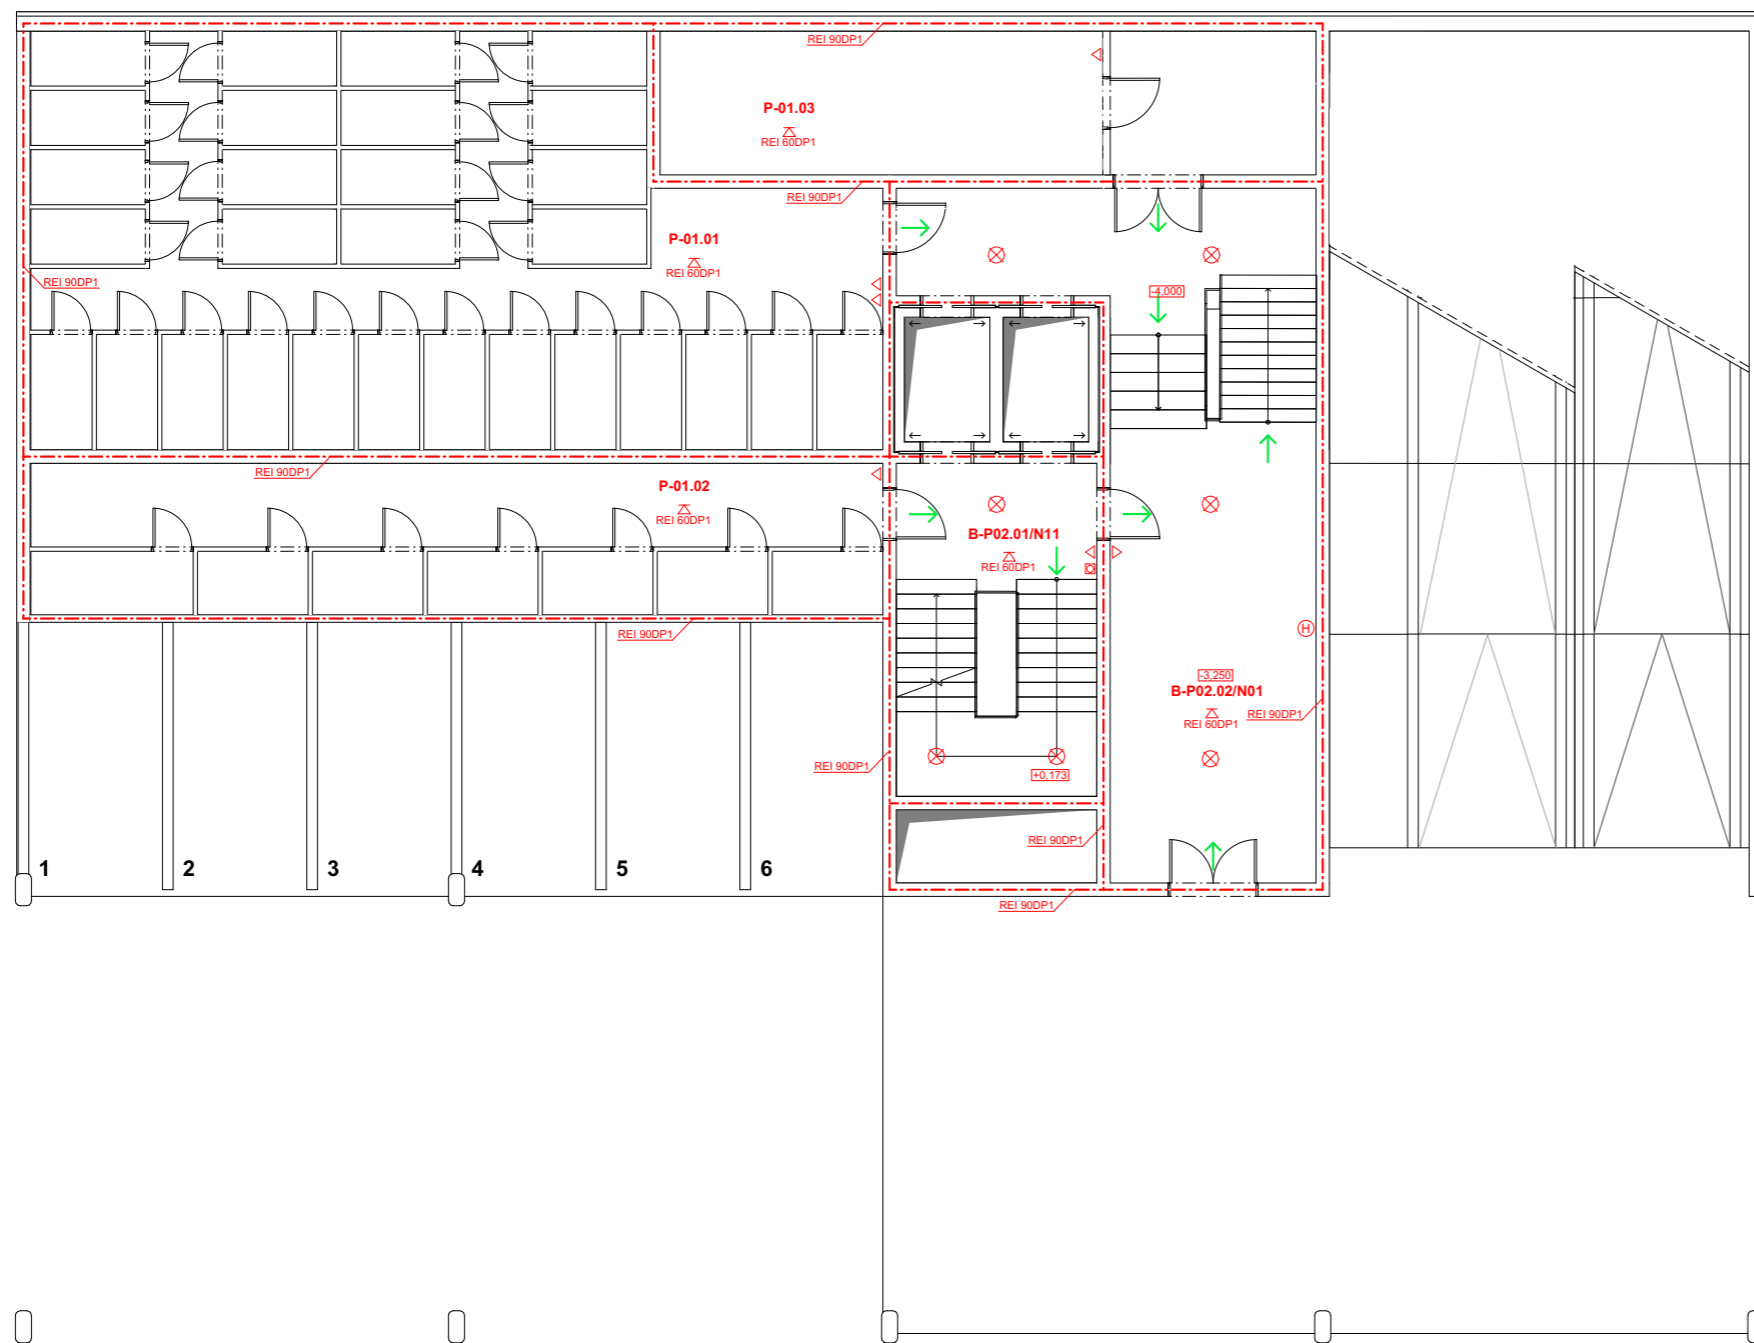 REI 90DP1
P-01.03
REI 60DP1
REI 90DP1
P-01.01
REI 60DP1
REI 90DP1
-4,000
REI 90DP1
P-01.02
REI 60DP1
B-P02.01/N11
REI 60DP1
H
REI 90DP1
-3,250
B-P02.02/N01
REI 60DP1
REI 90DP1
REI 90DP1
+0,173
REI 90DP1
1
2
3
4
5
6
REI 90DP1